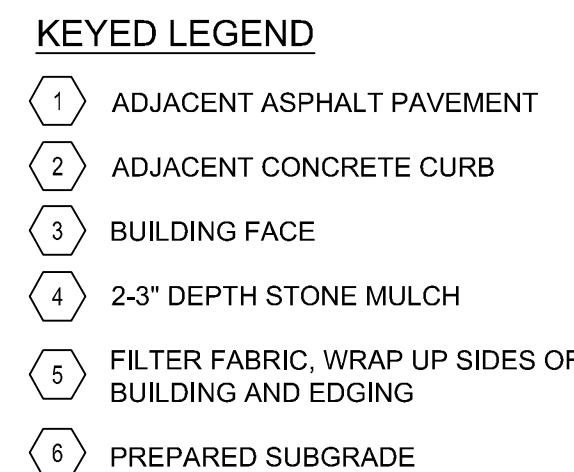 KEYED LEGEND
1 ADJACENT ASPHALT PAVEMENT
2 ADJACENT CONCRETE CURB
3 BUILDING FACE
4 2-3" DEPTH STONE MULCH
5 FILTER FABRIC, WRAP UP SIDES OF
BUILDING AND EDGING
6 PREPARED SUBGRADE